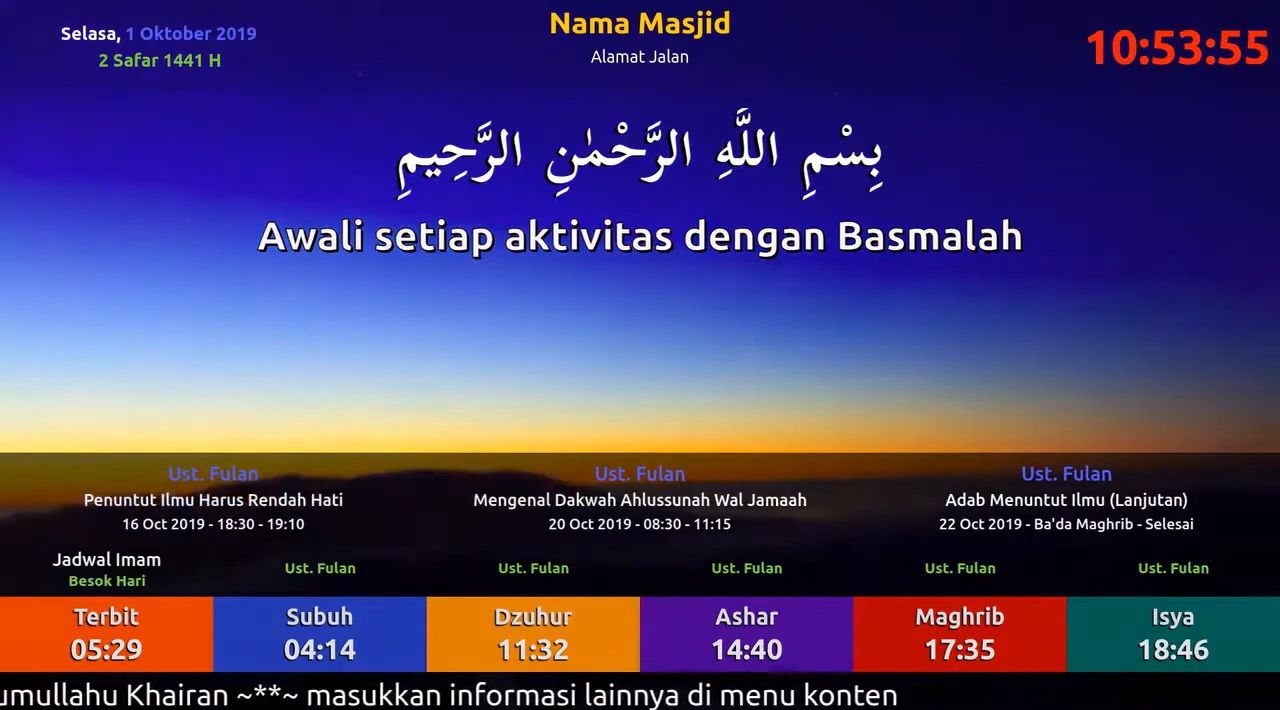 Selasa, 1 Oktober 2019
2 Safar 1441 H
Nama Masjid
Alamat Jalan
10:53:55
بِسْمِ اللَّهِ الرَّحْمٰنِ الرَّحِيمِ
Awali setiap aktivitas dengan Basmalah
Ust. Fulan
Penuntut Ilmu Harus Rendah Hati
16 Oct 2019 - 18:30 - 19:10
Ust. Fulan
Mengenal Dakwah Ahlussunah Wal Jamaah
20 Oct 2019 - 08:30 - 11:15
Ust. Fulan
Adab Menuntut Ilmu (Lanjutan)
22 Oct 2019 - Ba'da Maghrib - Selesai
Jadwal Imam
Besok Hari
Ust. Fulan
Ust. Fulan
Ust. Fulan
Ust. Fulan
Ust. Fulan
Terbit
05:29
Subuh
04:14
Dzuhur
11:32
Ashar
14:40
Maghrib
17:35
Isya
18:46
umullahu Khairan ~**~ masukkan informasi lainnya di menu konten